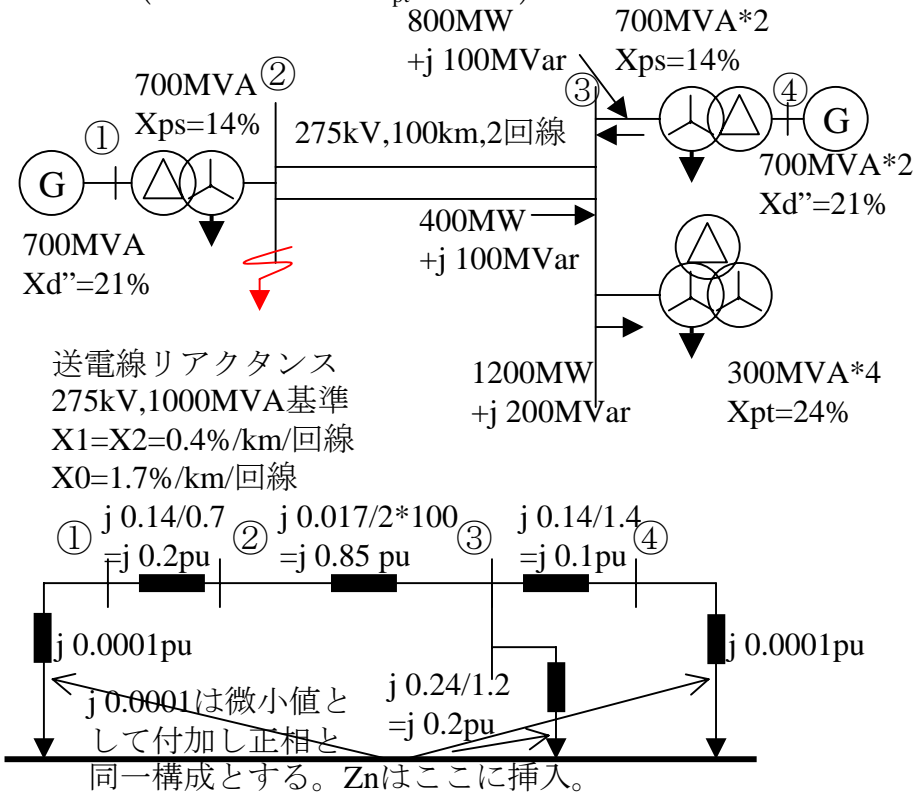 800MW
+j 100MVar
700MVA*2
Xps=14%
②
700MVA
Xps=14%
③
④
①
275kV,100km,2回線
G
G
700MVA*2
Xd”=21%
400MW
+j 100MVar
700MVA
Xd”=21%
送電線リアクタンス
275kV,1000MVA基準
X1=X2=0.4%/km/回線
X0=1.7%/km/回線
1200MW
+j 200MVar
300MVA*4
Xpt=24%
① j 0.14/0.7
=j 0.2pu
② j 0.017/2*100
=j 0.85 pu
③ j 0.14/1.4
=j 0.1pu
④
j 0.0001pu
j 0.0001pu
j 0.24/1.2
=j 0.2pu
j 0.0001は微小値と
して付加し正相と
同一構成とする。Znはここに挿入。